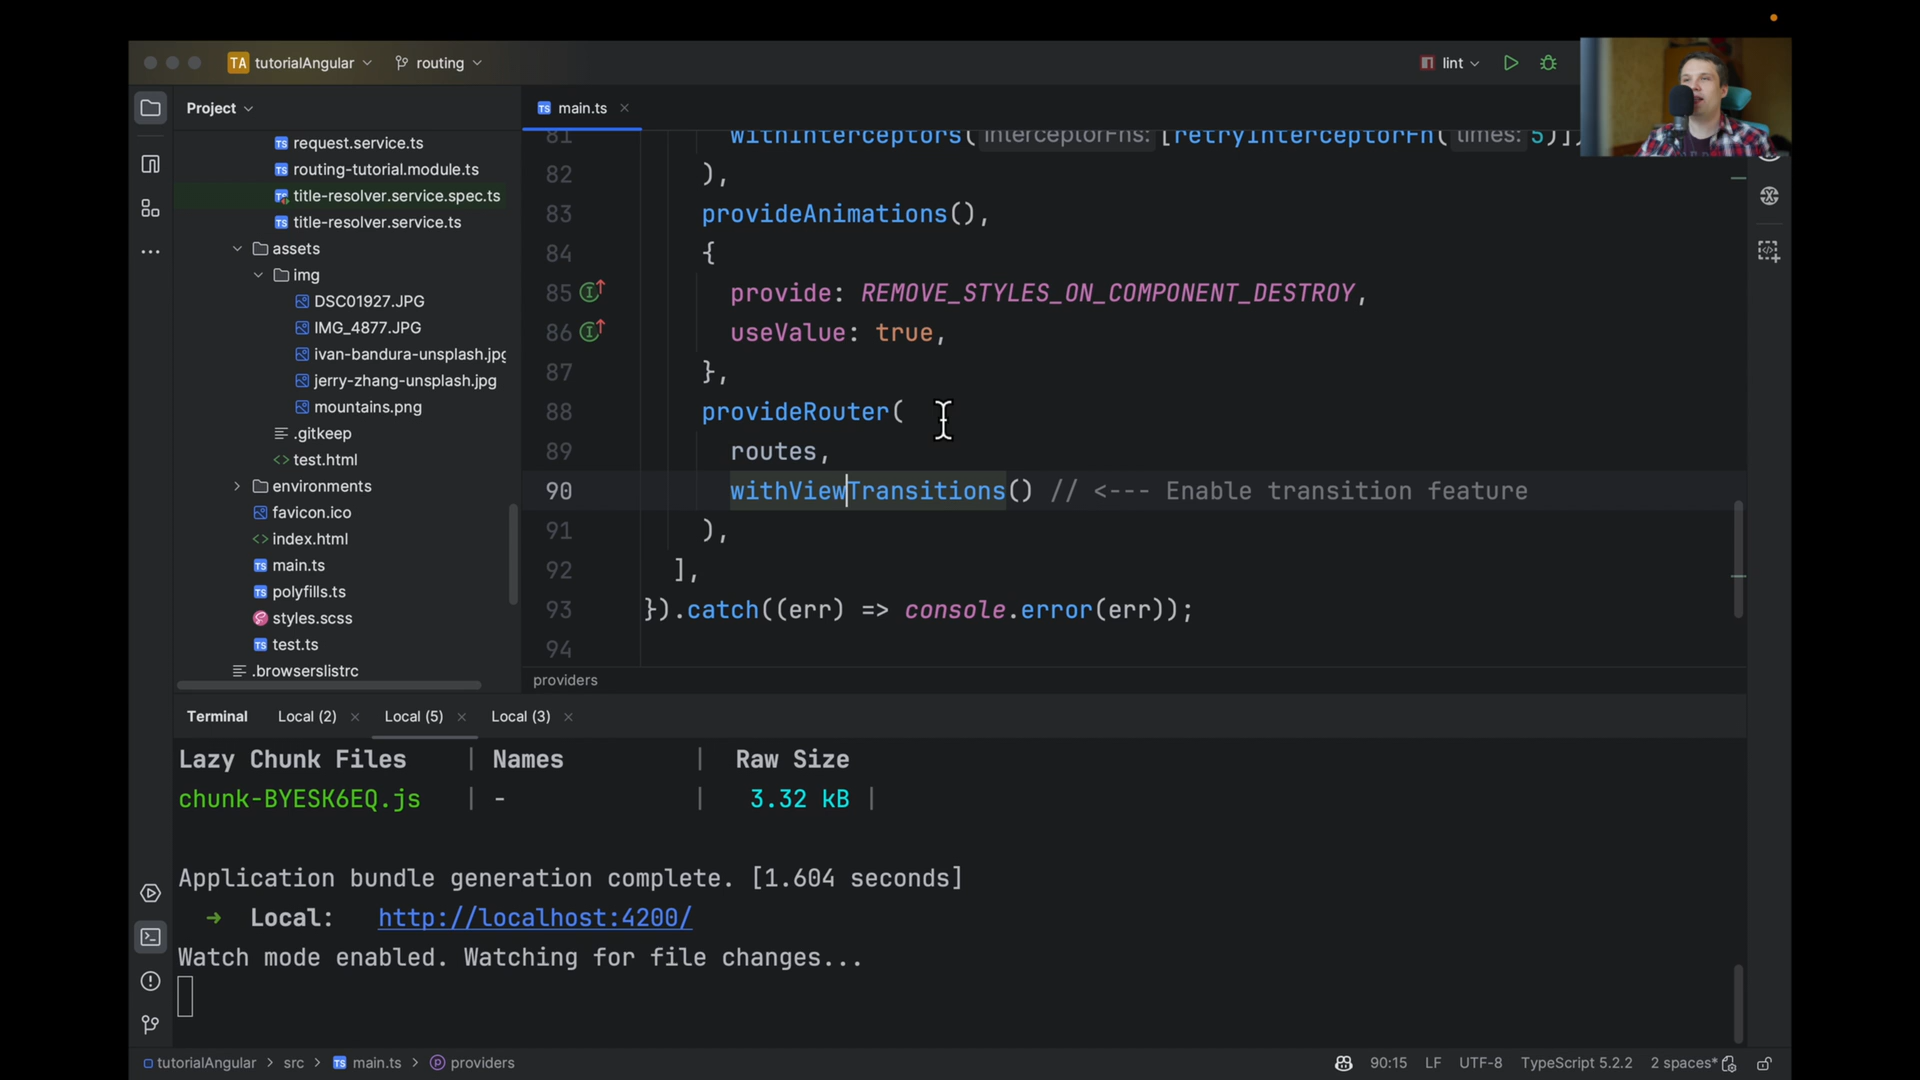 TA tutorialAngular
routing
lint
Project
main.ts
request.service.ts
routing-tutorial.module.ts
title-resolver.service.spec.ts
title-resolver.service.ts
assets
img
DSC01927.JPG
IMG_4877.JPG
ivan-bandura-unsplash.jpg
jerry-zhang-unsplash.jpg
mountains.png
.gitkeep
test.html
environments
favicon.ico
index.html
main.ts
polyfills.ts
styles.scss
test.ts
.browserslistrc
81 withInterceptors( interceptorFns: [retryInterceptorFn( times: 5)])
82 ),
83 provideAnimations(),
84 {
85 provide: REMOVE_STYLES_ON_COMPONENT_DESTROY,
86 useValue: true,
87 },
88 provideRouter(
89 routes,
90 withViewTransitions() // <--- Enable transition feature
91 ),
92 ],
93 }).catch((err) => console.error(err));
94
providers
Terminal Local (2) Local (5) Local (3)
Lazy Chunk Files | Names | Raw Size
chunk-BYESK6EQ.js | - | 3.32 kB |
Application bundle generation complete. [1.604 seconds]
➜ Local: http://localhost:4200/
Watch mode enabled. Watching for file changes...
tutorialAngular > src > main.ts > providers
90:15 LF UTF-8 TypeScript 5.2.2 2 spaces*